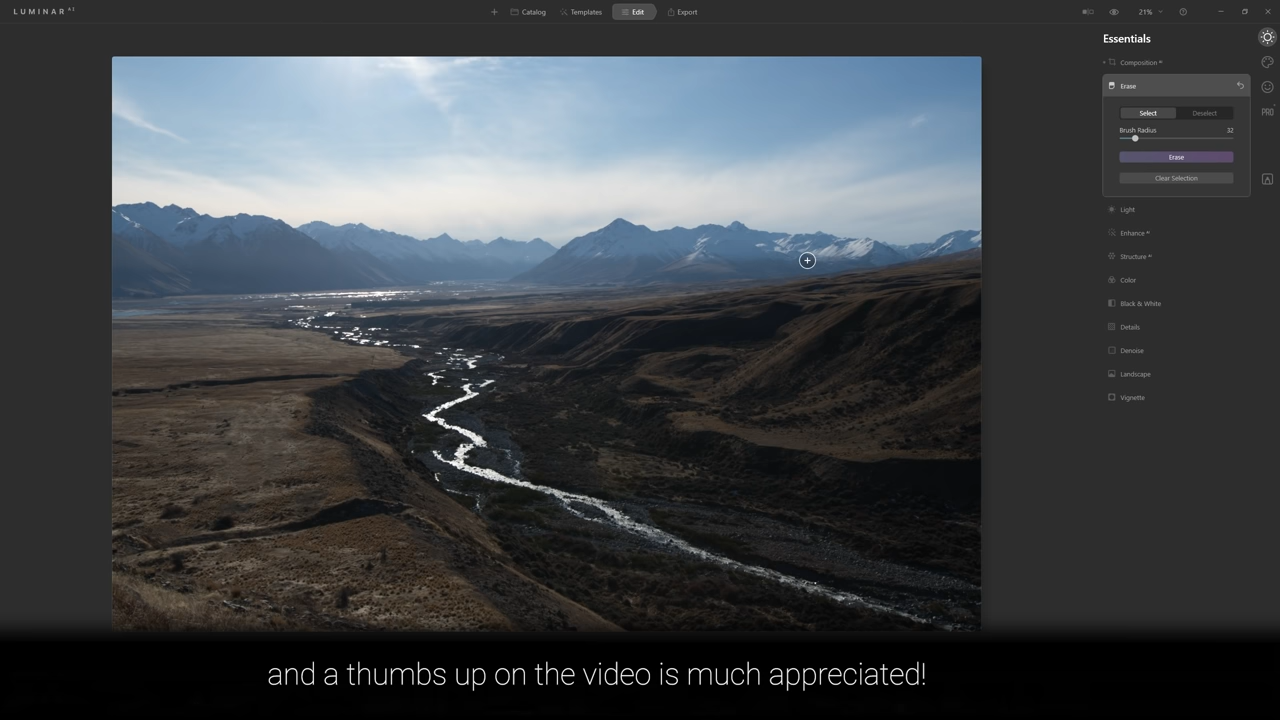 LUMINAR AI
Catalog
Templates
Edit
Export
21%
Essentials
Composition AI
Erase
Select
Deselect
Brush Radius 32
Erase
Clear Selection
PRO
Light
Enhance AI
Structure AI
Color
Black & White
Details
Denoise
Landscape
Vignette
and a thumbs up on the video is much appreciated!